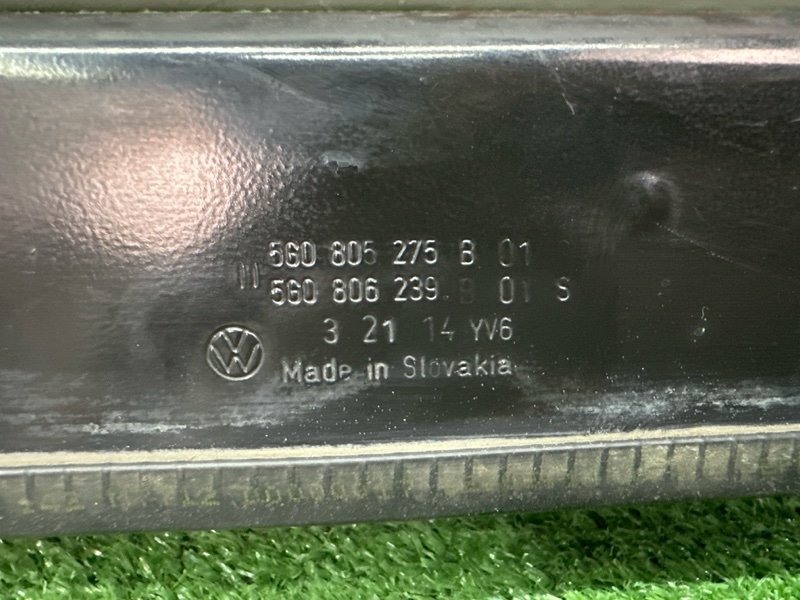 5G0 805 275 B 01
5G0 806 239 B 01 S
3 21 14 YV6
Made in Slovakia